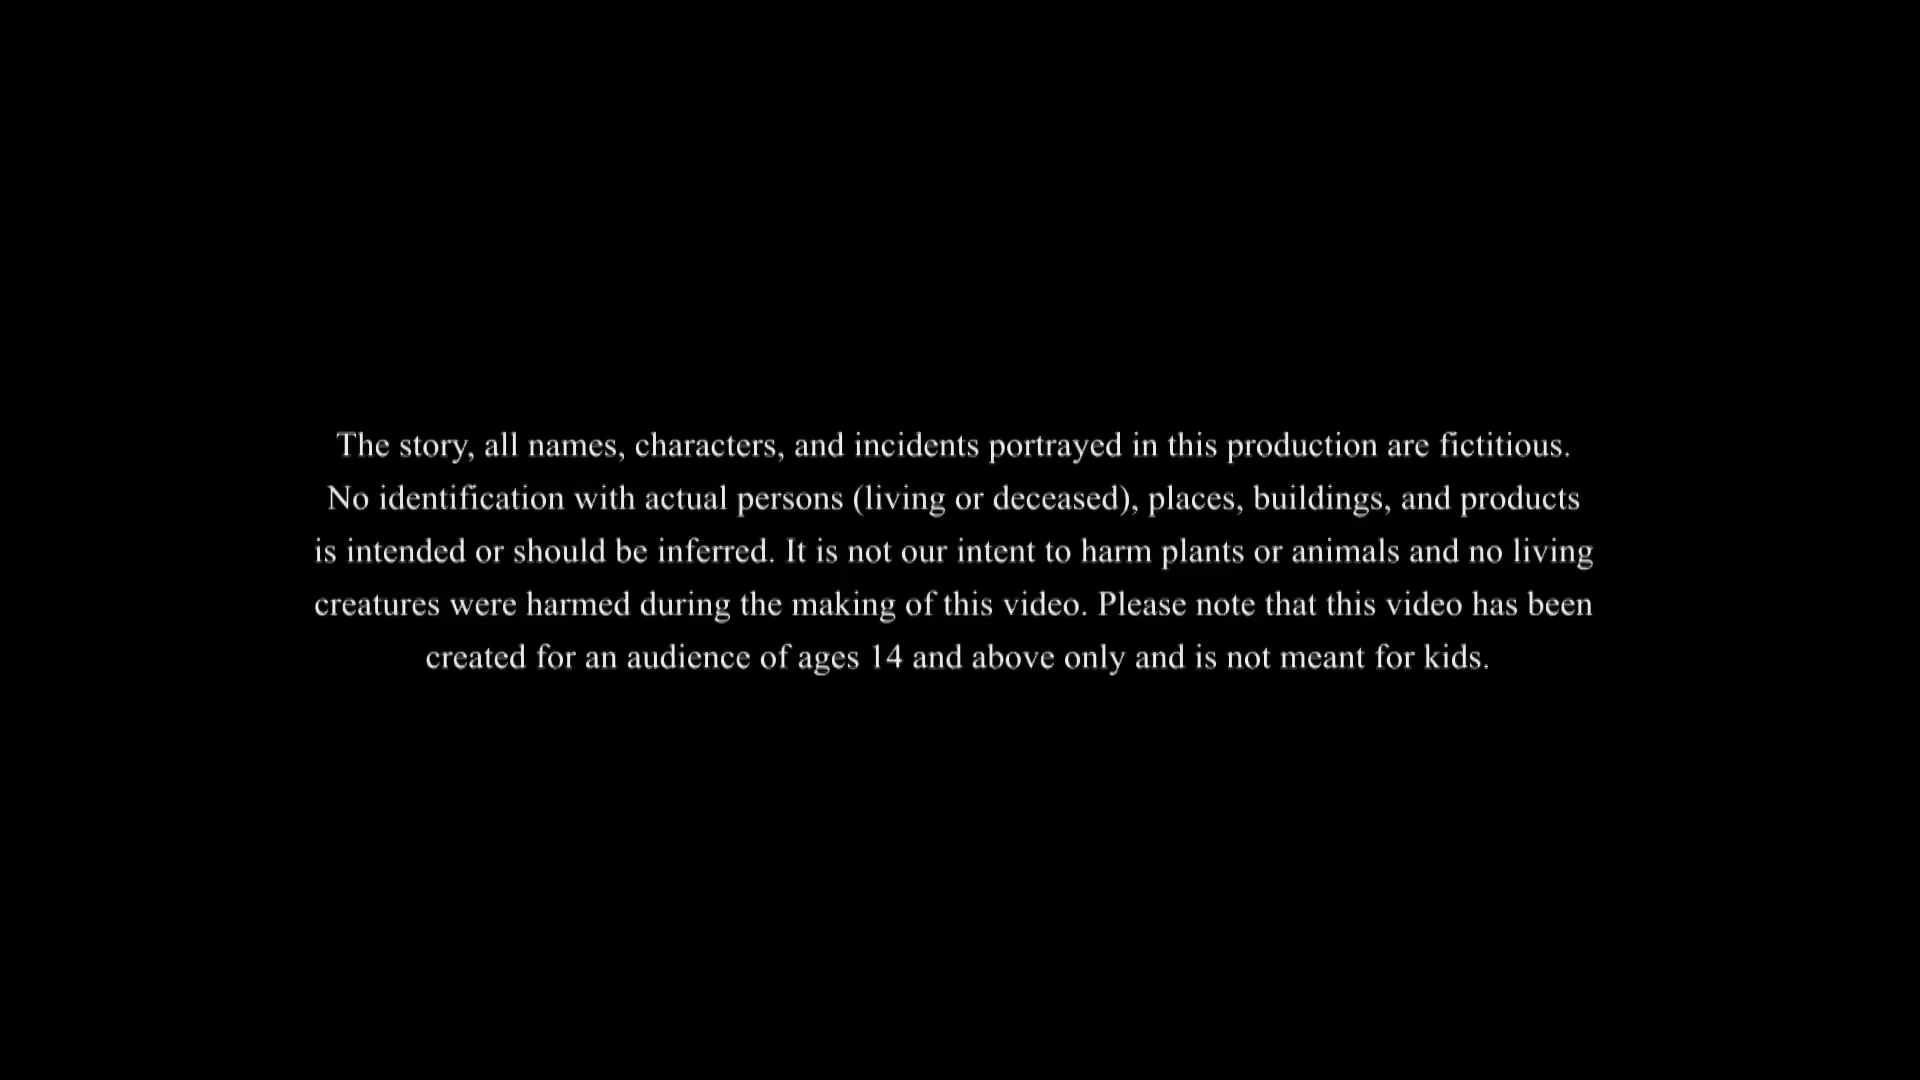 The story, all names, characters, and incidents portrayed in this production are fictitious.
No identification with actual persons (living or deceased), places, buildings, and products
is intended or should be inferred. It is not our intent to harm plants or animals and no living
creatures were harmed during the making of this video. Please note that this video has been
created for an audience of ages 14 and above only and is not meant for kids.